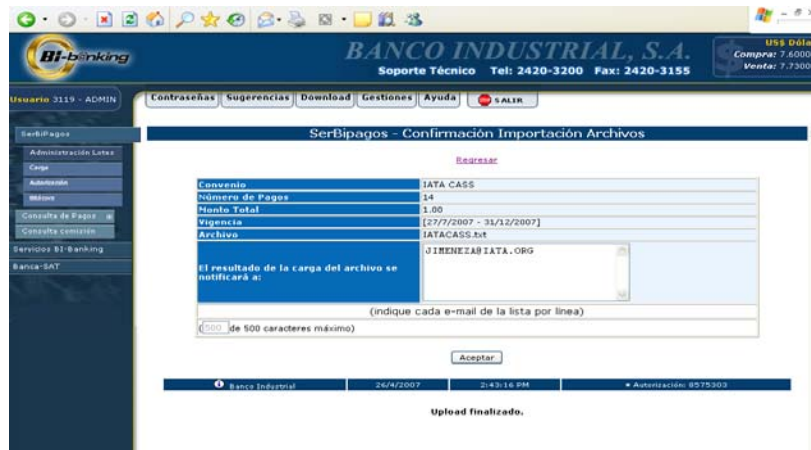 Bi-banking
BANCO INDUSTRIAL, S.A.
Soporte Técnico Tel: 2420-3200 Fax: 2420-3155
US$ Dóla
Compra: 7.6000
Venta: 7.7300
Usuario 3119 - ADMIN
Contraseñas Sugerencias Download Gestiones Ayuda SALIR
SerBiPagos
Administración Lotes
Carga
Autorización
Bitácora
Consulta de Pagos
Consulta comisión
Servicios BI-Banking
Banca-SAT
SerBipagos - Confirmación Importación Archivos
Regresar
Convenio IATA CASS
Número de Pagos 14
Monto Total 1.00
Vigencia [27/7/2007 - 31/12/2007]
Archivo IATACASS.txt
El resultado de la carga del archivo se
notificará a:
JIMENEZA@IATA.ORG
(indique cada e-mail de la lista por línea)
(500 de 500 caracteres máximo)
Aceptar
Banco Industrial 26/4/2007 2:43:16 PM Autorización: 8575303
Upload finalizado.